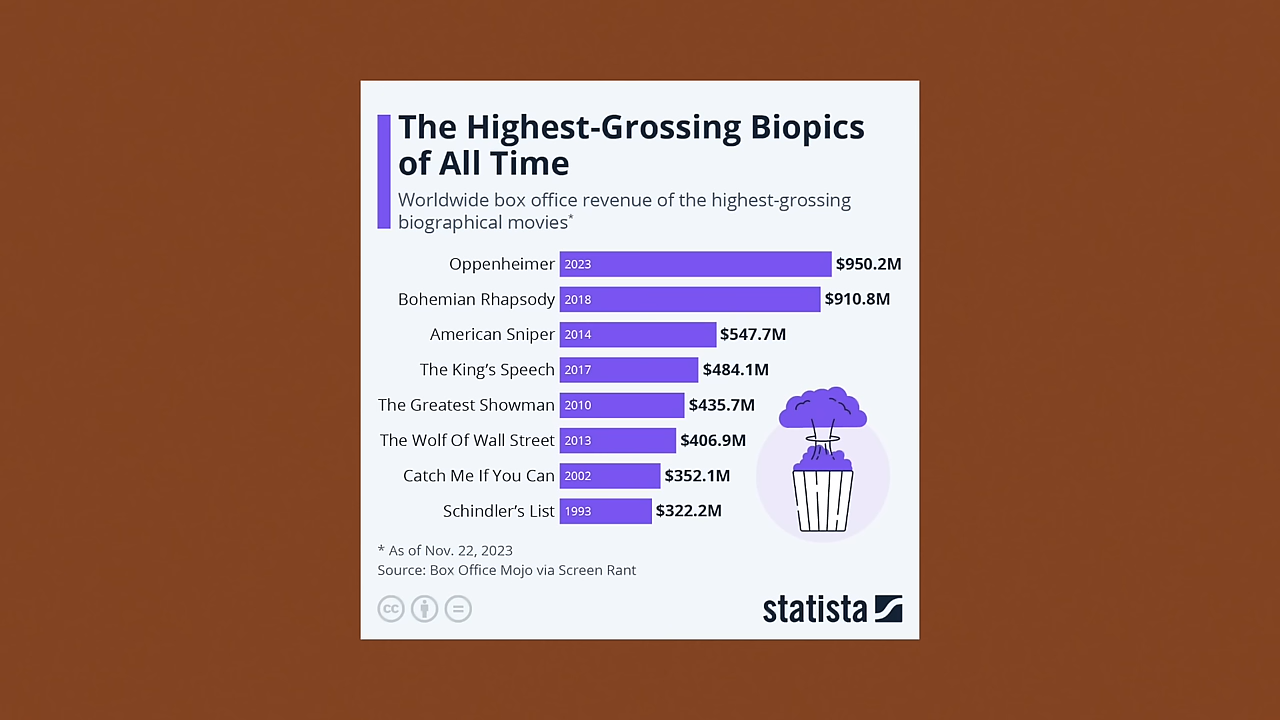 The Highest-Grossing Biopics
of All Time
Worldwide box office revenue of the highest-grossing
biographical movies*
Oppenheimer 2023 $950.2M
Bohemian Rhapsody 2018 $910.8M
American Sniper 2014 $547.7M
The King's Speech 2017 $484.1M
The Greatest Showman 2010 $435.7M
The Wolf Of Wall Street 2013 $406.9M
Catch Me If You Can 2002 $352.1M
Schindler's List 1993 $322.2M
* As of Nov. 22, 2023
Source: Box Office Mojo via Screen Rant
cc
statista